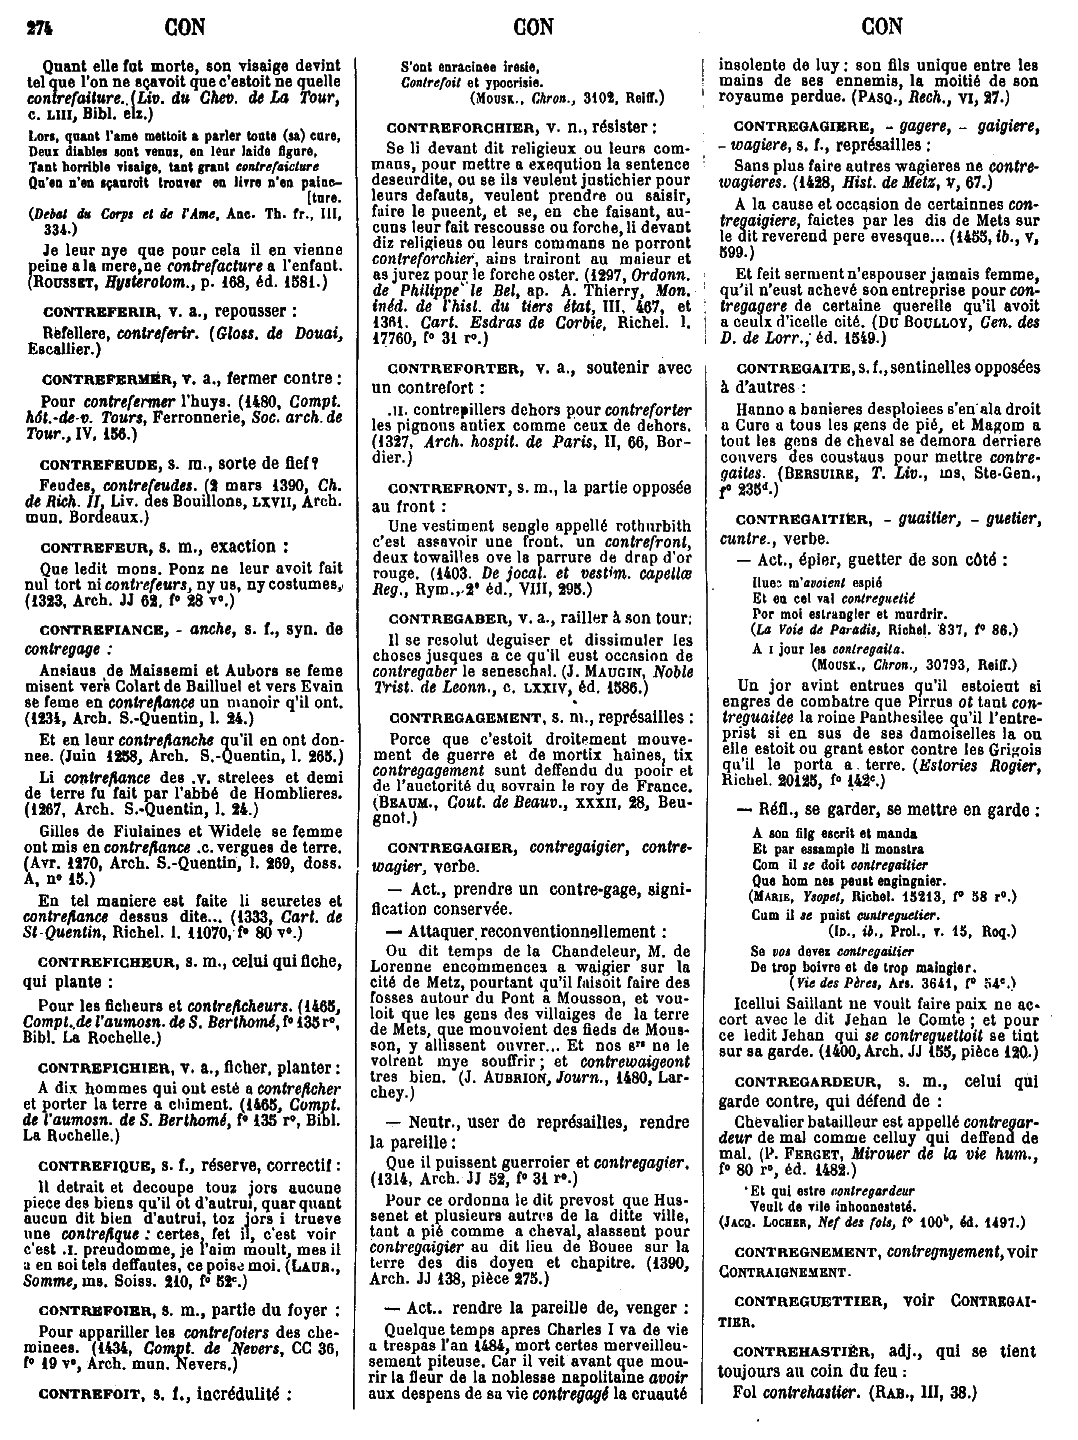 274 CON CON CON
Quant elle fut morte, son visaige devint
tel que l'on ne sçavoit que c'estoit ne quelle
contrefaiture. (Liv. du Chev. de La Tour,
c. LIII, Bibl. elz.)
Lors, quant l'ame mettoit a parler toute (sa) cure,
Deux diables sont venuz, en leur laide figure,
Tant horrible visaige, tant grant contrefaicture
Qu'en n'en sçauroit trouver en livre n'en painc-
[ture.
(Debat du Corps et de l'Ame, Anc. Th. fr., III,
334.)
Je leur nye que pour cela il en vienne
peine a la mere, ne contrefacture a l'enfant.
(ROUSSET, Hysterotom., p. 168, éd. 1581.)
CONTREFERIR, v. a., repousser :
Refellere, contreferir. (Gloss. de Douai,
Escallier.)
CONTREFERMER, v. a., fermer contre :
Pour contrefermer l'huys. (1480, Compt.
hôt.-de-v. Tours, Ferronnerie, Soc. arch. de
Tour., IV, 156.)
CONTREFEUDE, s. m., sorte de fief ?
Feudes, contrefeudes. (2 mars 1390, Ch.
de Rich. II, Liv. des Bouillons, LXVII, Arch.
mun. Bordeaux.)
CONTREFEUR, s. m., exaction :
Que ledit mons. Ponz ne leur avoit fait
nul tort ni contrefeurs, ny us, ny costumes,
(1323, Arch. JJ 62, f° 28 v°.)
CONTREFIANCE, - anche, s. f., syn. de
contregage :
Ansiaus de Maissemi et Aubors se feme
misent vers Colart de Bailluel et vers Evain
se feme en contrefiance un manoir q'il ont.
(1234, Arch. S.-Quentin, l. 24.)
Et en leur contrefianche qu'il en ont don-
nee. (Juin 1258, Arch. S.-Quentin, l. 265.)
Li contrefiance des .v. strelees et demi
de terre fu fait par l'abbé de Homblieres.
(1267, Arch. S.-Quentin, l. 24.)
Gilles de Fiulaines et Widele se femme
ont mis en contrefiance .c. vergues de terre.
(Avr. 1270, Arch. S.-Quentin, l. 269, doss.
A, n° 15.)
En tel maniere est faite li seuretes et
contrefiance dessus dite... (1333, Cart. de
St-Quentin, Richel. l. 11070, f° 80 v°.)
CONTREFICHEUR, s. m., celui qui fiche,
qui plante :
Pour les ficheurs et contreficheurs. (1465,
Compt. de l'aumosn. de S. Berthomé, f° 135 r°,
Bibl. La Rochelle.)
CONTREFICHIER, v. a., ficher, planter :
A dix hommes qui ont esté a contreficher
et porter la terre a chiment. (1465, Compt.
de l'aumosn. de S. Berthomé, f° 135 r°, Bibl.
La Rochelle.)
CONTREFIQUE, s. f., réserve, correctif :
Il detrait et decoupe touz jors aucune
piece des biens qu'il ot d'autrui, quar quant
aucun dit bien d'autrui, toz jors i trueve
une contrefique : certes, fet il, c'est voir
c'est .I. preudomme, je l'aim moult, mes il
a en soi tels deffautes, ce poise moi. (LAUR.,
Somme, ms. Soiss. 210, f° 52c.)
CONTREFOIER, s. m., partie du foyer :
Pour appariller les contrefoiers des che-
minees. (1434, Compt. de Nevers, CC 36,
f° 19 v°, Arch. mun. Nevers.)
CONTREFOIT, s. f., incrédulité :
S'ont enracinee iresie,
Contrefoit et ypocrisie.
(MOUSK., Chron., 3102, Reiff.)
CONTREFORCHIER, v. n., résister :
Se li devant dit religieux ou leurs com-
mans, pour mettre a exeqution la sentence
deseurdite, ou se ils veulent justichier pour
leurs defauts, veulent prendre ou saisir,
faire le pueent, et se, en che faisant, au-
cuns leur fait rescousse ou forche, li devant
diz religieus ou leurs commans ne porront
contreforchier, ains trairont au maieur et
as jurez pour le forche oster. (1297, Ordonn.
de Philippe le Bel, ap. A. Thierry, Mon.
inéd. de l'hist. du tiers état, III, 467, et
1361. Cart. Esdras de Corbie, Richel. l.
17760, f° 31 r°.)
CONTREFORTER, v. a., soutenir avec
un contrefort :
.II. contrepillers dehors pour contreforter
les pignons antiex comme ceux de dehors.
(1327, Arch. hospit. de Paris, II, 66, Bor-
dier.)
CONTREFRONT, s. m., la partie opposée
au front :
Une vestiment sengle appellé rothurbith
c'est assavoir une front, un contrefront,
deux towailles ove la parrure de drap d'or
rouge. (1403. De jocal. et vestim. capellæ
Reg., Rym., 2e éd., VIII, 295.)
CONTREGABER, v. a., railler à son tour :
Il se resolut deguiser et dissimuler les
choses jusques a ce qu'il eust occasion de
contregaber le seneschal. (J. MAUGIN, Noble
Trist. de Leonn., c. LXXIV, éd. 1586.)
CONTREGAGEMENT, s. m., représailles :
Porce que c'estoit droitement mouve-
ment de guerre et de mortix haines, tix
contregagement sunt deffendu du pooir et
de l'auctorité du sovrain le roy de France.
(BEAUM., Cout. de Beauv., XXXII, 28, Beu-
gnot.)
CONTREGAGIER, contregaigier, contre-
wagier, verbe.
— Act., prendre un contre-gage, signi-
fication conservée.
— Attaquer reconventionnellement :
Ou dit temps de la Chandeleur, M. de
Lorenne encommencea a waigier sur la
cité de Metz, pourtant qu'il faisoit faire des
fosses autour du Pont a Mousson, et vou-
loit que les gens des villaiges de la terre
de Mets, que mouvoient des fieds de Mous-
son, y allissent ouvrer... Et nos srs ne le
volrent mye souffrir ; et contrewaigeont
tres bien. (J. AUBRION, Journ., 1480, Lar-
chey.)
— Neutr., user de représailles, rendre
la pareille :
Que il puissent guerroier et contregagier.
(1314, Arch. JJ 52, f° 31 r°.)
Pour ce ordonna le dit prevost que Hus-
senet et plusieurs autres de la ditte ville,
tant a pié comme a cheval, alassent pour
contregaigier au dit lieu de Bouee sur la
terre des dis doyen et chapitre. (1390,
Arch. JJ 138, pièce 275.)
— Act.. rendre la pareille de, venger :
Quelque temps apres Charles I va de vie
a trespas l'an 1484, mort certes merveilleu-
sement piteuse. Car il veit avant que mou-
rir la fleur de la noblesse napolitaine avoir
aux despens de sa vie contregagé la cruauté
insolente de luy : son fils unique entre les
mains de ses ennemis, la moitié de son
royaume perdue. (PASQ., Rech., VI, 27.)
CONTREGAGIERE, - gagere, - gaigiere,
- wagiere, s. f., représailles :
Sans plus faire autres wagieres ne contre-
wagieres. (1428, Hist. de Metz, V, 67.)
A la cause et occasion de certainnes con-
tregaigiere, faictes par les dis de Mets sur
le dit reverend pere evesque... (1455, ib., V,
599.)
Et feit serment n'espouser jamais femme,
qu'il n'eust achevé son entreprise pour con-
tregagere de certaine querelle qu'il avoit
a ceulx d'icelle cité. (DU BOULLOY, Gen. des
D. de Lorr., éd. 1549.)
CONTREGAITE, s. f., sentinelles opposées
à d'autres :
Hanno a banieres desploiees s'en ala droit
a Cure a tous les gens de pié, et Magom a
tout les gens de cheval se demora derriere
couvers des coustaus pour mettre contre-
gaites. (BERSUIRE, T. Liv., ms. Ste-Gen.,
f° 235d.)
CONTREGAITIER, - guaitier, - guetier,
cuntre., verbe.
— Act., épier, guetter de son côté :
Iluec m'avoient espié
Et en cel val contreguetié
Por moi estrangler et murdrir.
(La Voie de Paradis, Richel. 837, f° 86.)
A I jour les contregaita.
(MOUSK., Chron., 30793, Reiff.)
Un jor avint entrues qu'il estoient si
engres de combatre que Pirrus ot tant con-
treguaitee la roine Panthesilee qu'il l'entre-
prist si en sus de ses damoiselles la ou
elle estoit ou grant estor contre les Grigois
qu'il le porta a terre. (Estories Rogier,
Richel. 20125, f° 142c.)
— Réfl., se garder, se mettre en garde :
A son filg escrit et manda
Et par essample li monstra
Com il se doit contregaitier
Que hom nes peust engingnier.
(MARIE, Ysopet, Richel. 15213, f° 58 r°.)
Cum il se puist cuntreguetier.
(ID., ib., Prol., v. 15, Roq.)
Se vos devez contregaitier
De trop boivre et de trop maingier.
(Vie des Pères, Ars. 3641, f° 54c.)
Icellui Saillant ne voult faire paix ne ac-
cort avec le dit Jehan le Comte ; et pour
ce ledit Jehan qui se contreguettoit se tint
sur sa garde. (1400, Arch. JJ 155, pièce 120.)
CONTREGARDEUR, s. m., celui qui
garde contre, qui défend de :
Chevalier batailleur est appellé contregar-
deur de mal comme celluy qui deffend de
mal. (P. FERGET, Mirouer de la vie hum.,
f° 80 r°, éd. 1482.)
Et qui estre contregardeur
Veult de vile inhonnesteté.
(JACQ. LOCHER, Nef des fols, f° 100b, éd. 1497.)
CONTREGNEMENT, contregnyement, voir
CONTRAIGNEMENT.
CONTREGUETTIER, voir CONTREGAI-
TIER.
CONTREHASTIER, adj., qui se tient
toujours au coin du feu :
Fol contrehastier. (RAB., III, 38.)